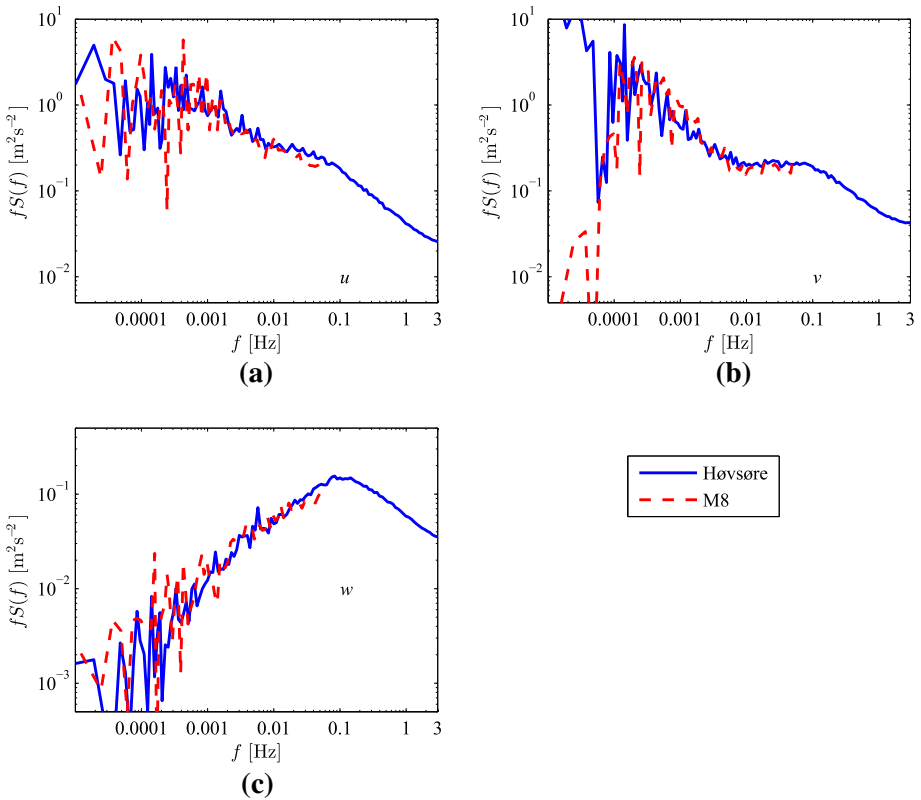 10^1
10^0
10^-1
10^-2
fS(f) [m^2s^-2]
u
0.0001 0.001 0.01 0.1 1 3
f [Hz]
(a)
10^1
10^0
10^-1
10^-2
fS(f) [m^2s^-2]
v
0.0001 0.001 0.01 0.1 1 3
f [Hz]
(b)
10^-1
10^-2
10^-3
fS(f) [m^2s^-2]
w
0.0001 0.001 0.01 0.1 1 3
f [Hz]
(c)
Høvsøre
M8